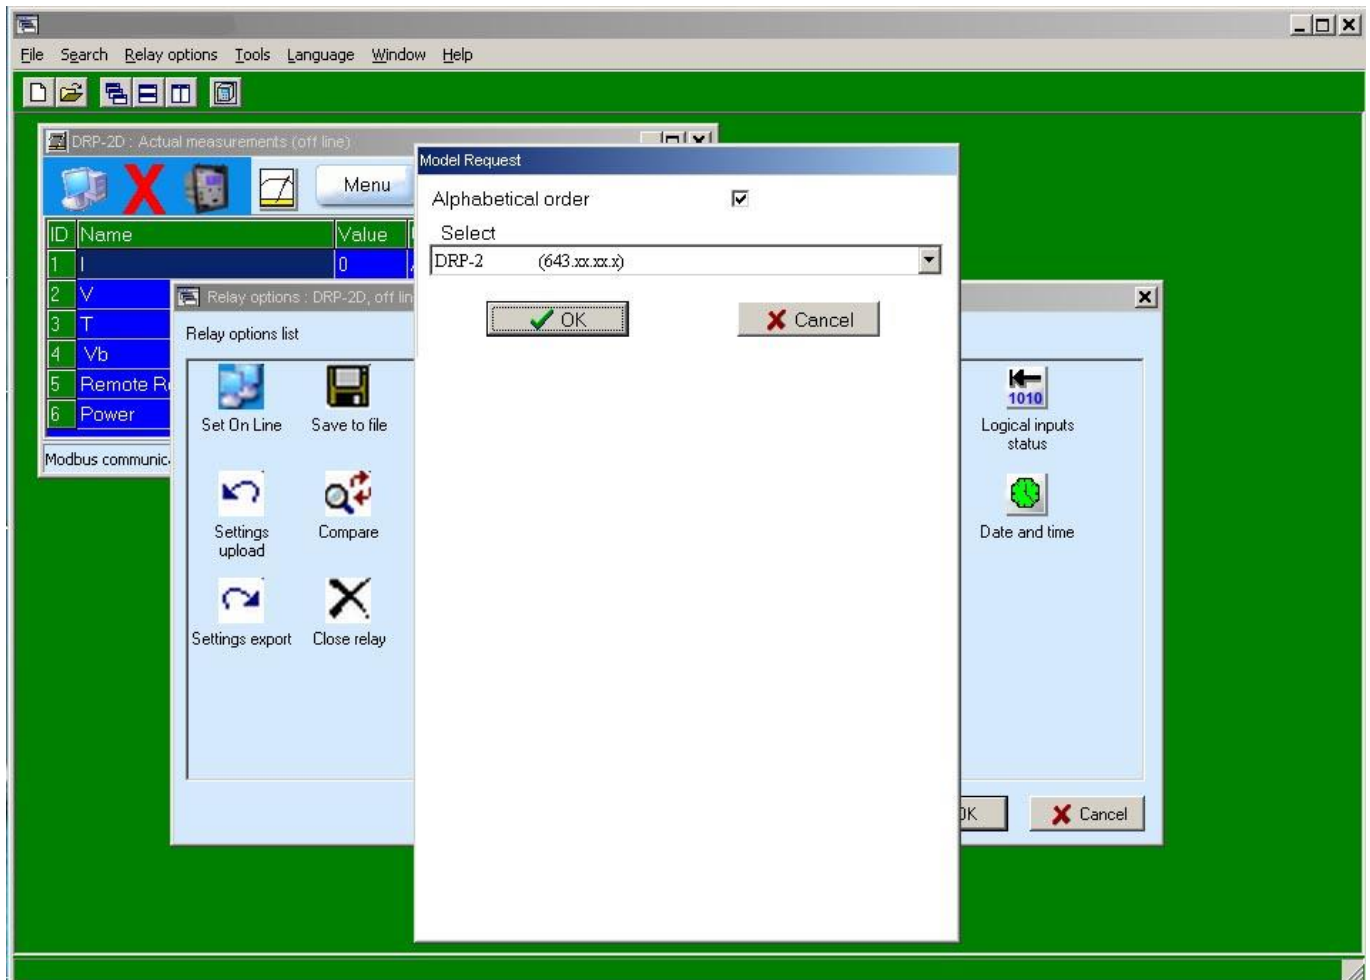 File Search Relay options Tools Language Window Help
DRP-2D : Actual measurements (off line)
Menu
ID Name Value
1 I 0
2 V
3 T
4 Vb
5 Remote
6 Power
Modbus
Relay options : DRP-2D, off
Relay options list
Set On Line
Save to file
1010
Logical inputs
status
Settings
upload
Compare
Date and time
Settings export
Close relay
OK
Cancel
Model Request
Alphabetical order
Select
DRP-2 (643.xx.xx.x)
OK
Cancel